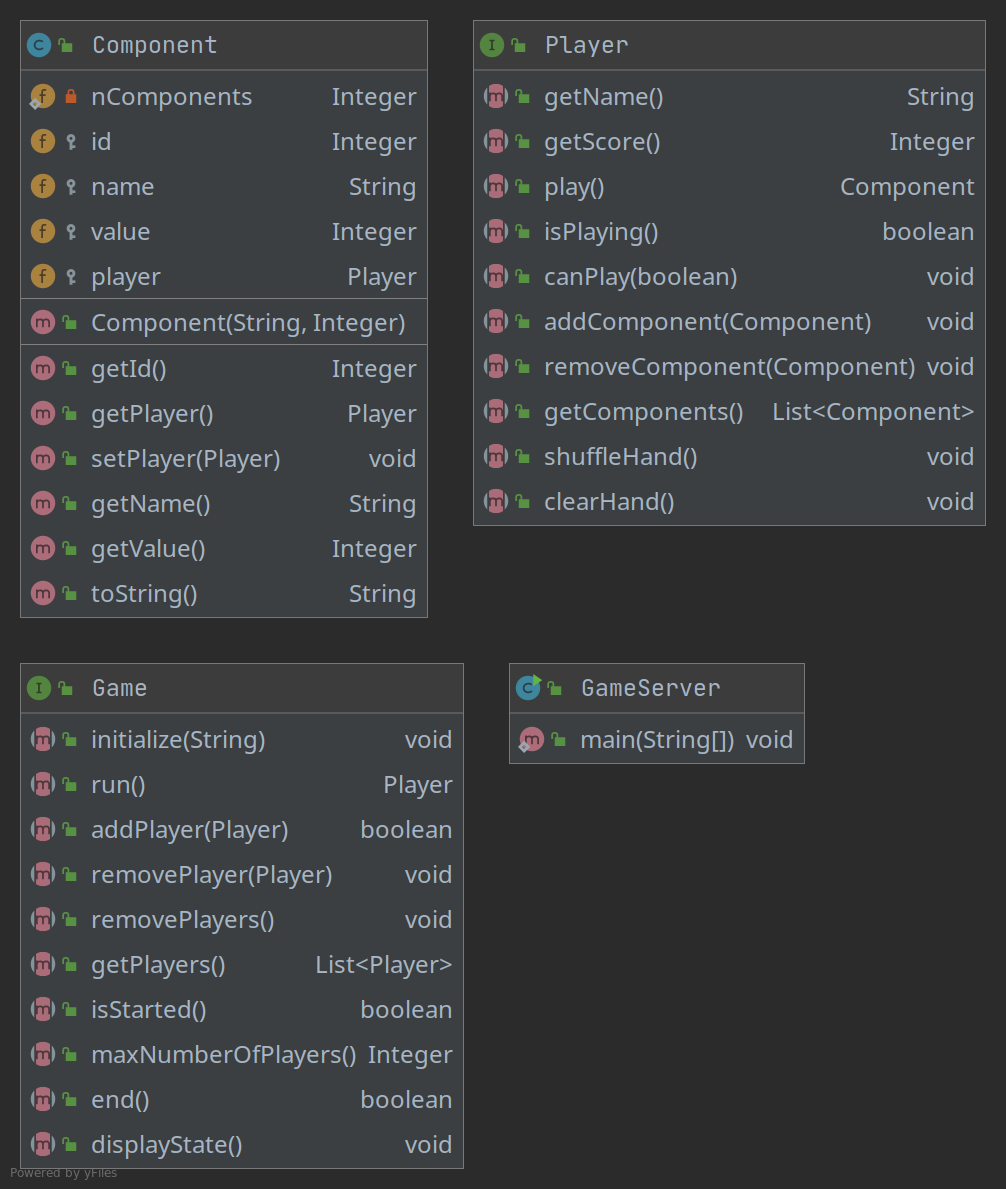 Component
nComponents Integer
id Integer
name String
value Integer
player Player
Component(String, Integer)
getId() Integer
getPlayer() Player
setPlayer(Player) void
getName() String
getValue() Integer
toString() String
Player
getName() String
getScore() Integer
play() Component
isPlaying() boolean
canPlay(boolean) void
addComponent(Component) void
removeComponent(Component) void
getComponents() List<Component>
shuffleHand() void
clearHand() void
Game
initialize(String) void
run() Player
addPlayer(Player) boolean
removePlayer(Player) void
removePlayers() void
getPlayers() List<Player>
isStarted() boolean
maxNumberOfPlayers() Integer
end() boolean
displayState() void
GameServer
main(String[]) void
Powered by yFiles